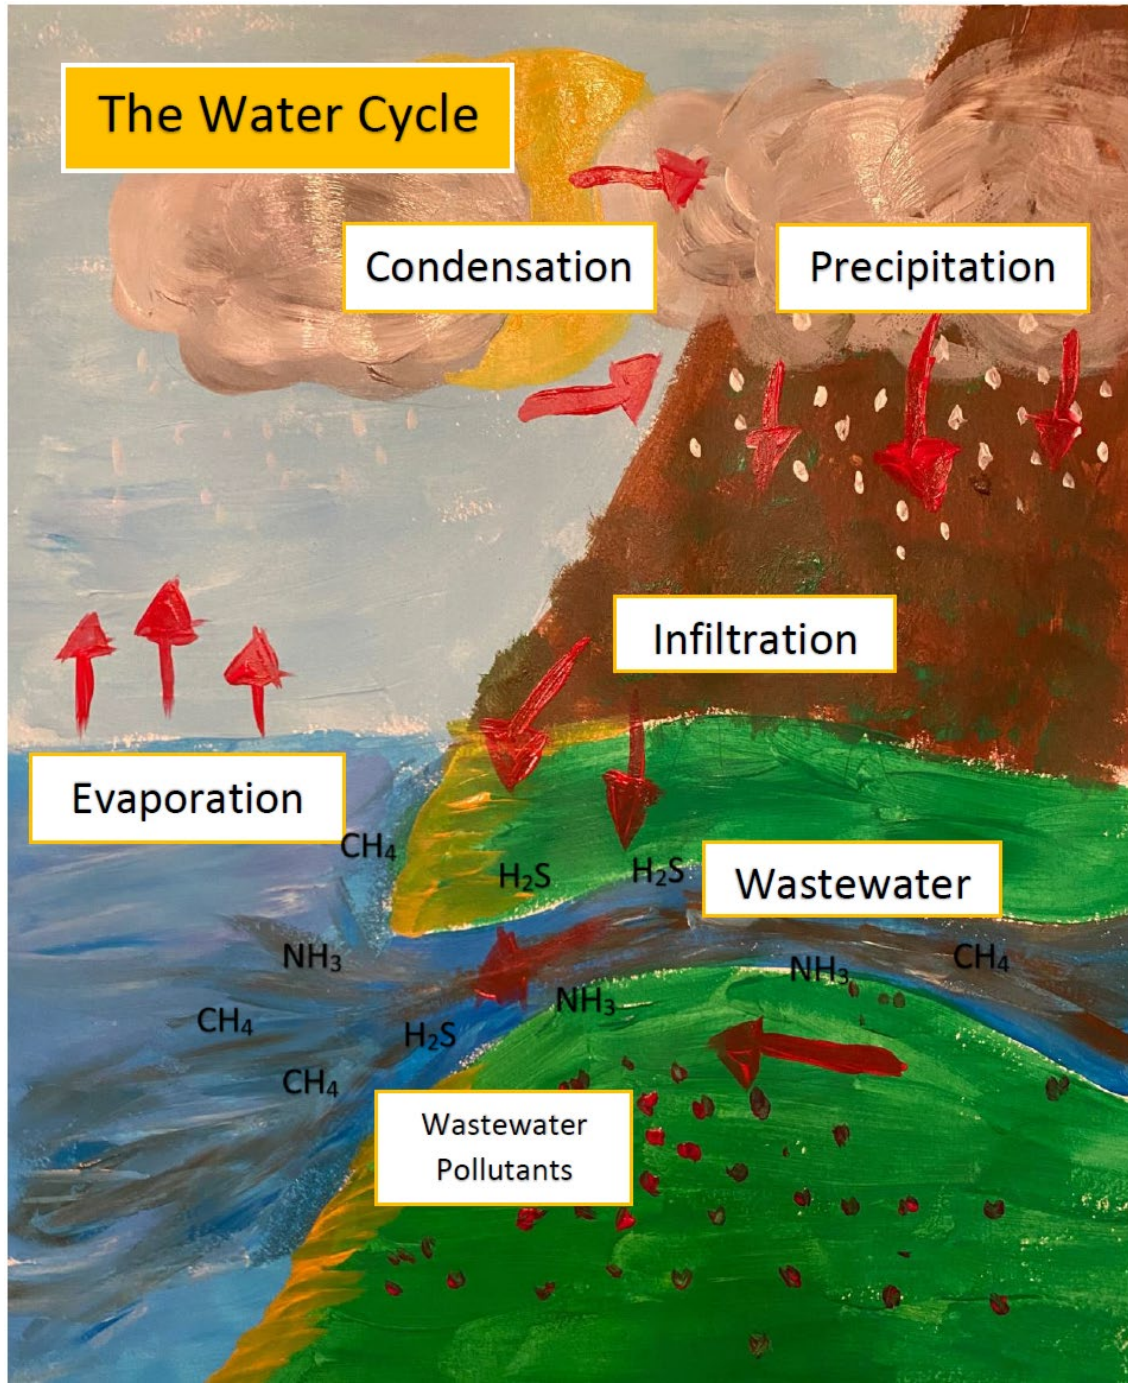 The Water Cycle
Condensation
Precipitation
Infiltration
Evaporation
CH₄
H₂S
H₂S
Wastewater
NH₃
NH₃
CH₄
NH₃
CH₄
H₂S
CH₄
Wastewater
Pollutants